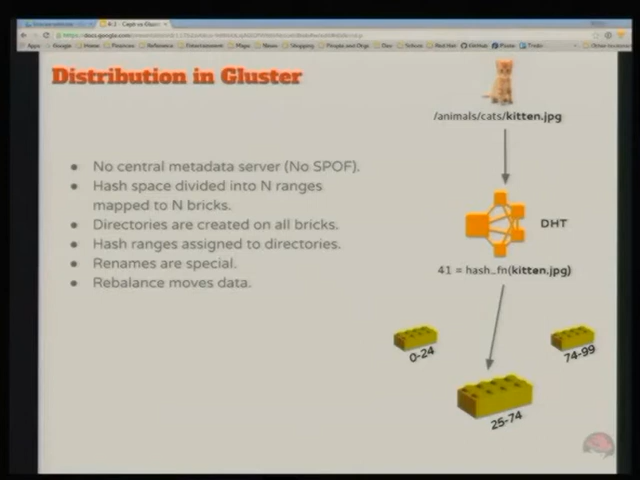 Distribution in Gluster
/animals/cats/kitten.jpg
● No central metadata server (No SPOF).
● Hash space divided into N ranges
mapped to N bricks.
● Directories are created on all bricks.
● Hash ranges assigned to directories.
● Renames are special.
● Rebalance moves data.
DHT
41 = hash_fn(kitten.jpg)
0-24
74-99
25-74